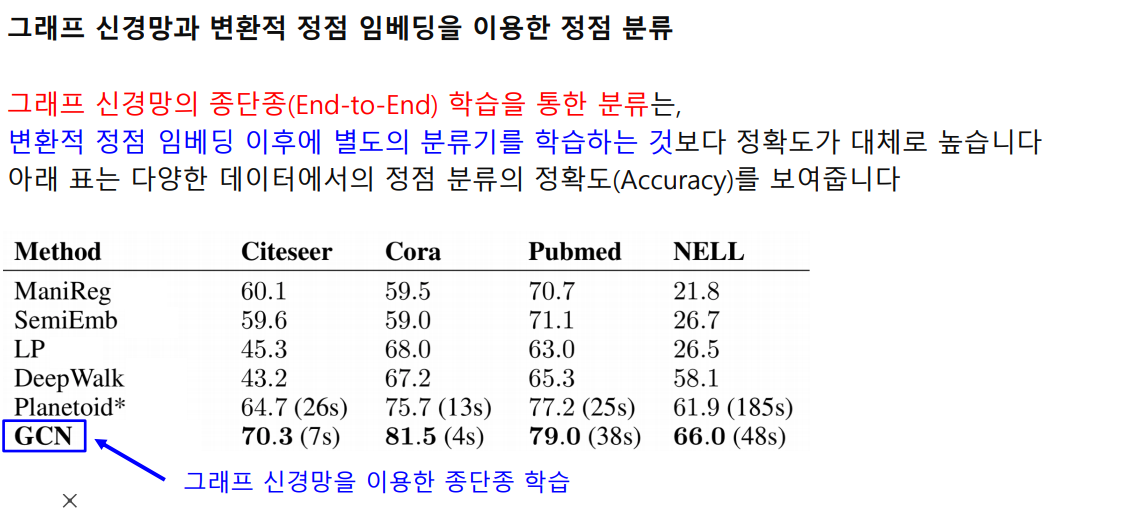 그래프 신경망과 변환적 정점 임베딩을 이용한 정점 분류
그래프 신경망의 종단종(End-to-End) 학습을 통한 분류는,
변환적 정점 임베딩 이후에 별도의 분류기를 학습하는 것보다 정확도가 대체로 높습니다
아래 표는 다양한 데이터에서의 정점 분류의 정확도(Accuracy)를 보여줍니다
Method Citeseer Cora Pubmed NELL
ManiReg 60.1 59.5 70.7 21.8
SemiEmb 59.6 59.0 71.1 26.7
LP 45.3 68.0 63.0 26.5
DeepWalk 43.2 67.2 65.3 58.1
Planetoid* 64.7 (26s) 75.7 (13s) 77.2 (25s) 61.9 (185s)
GCN 70.3 (7s) 81.5 (4s) 79.0 (38s) 66.0 (48s)
그래프 신경망을 이용한 종단종 학습